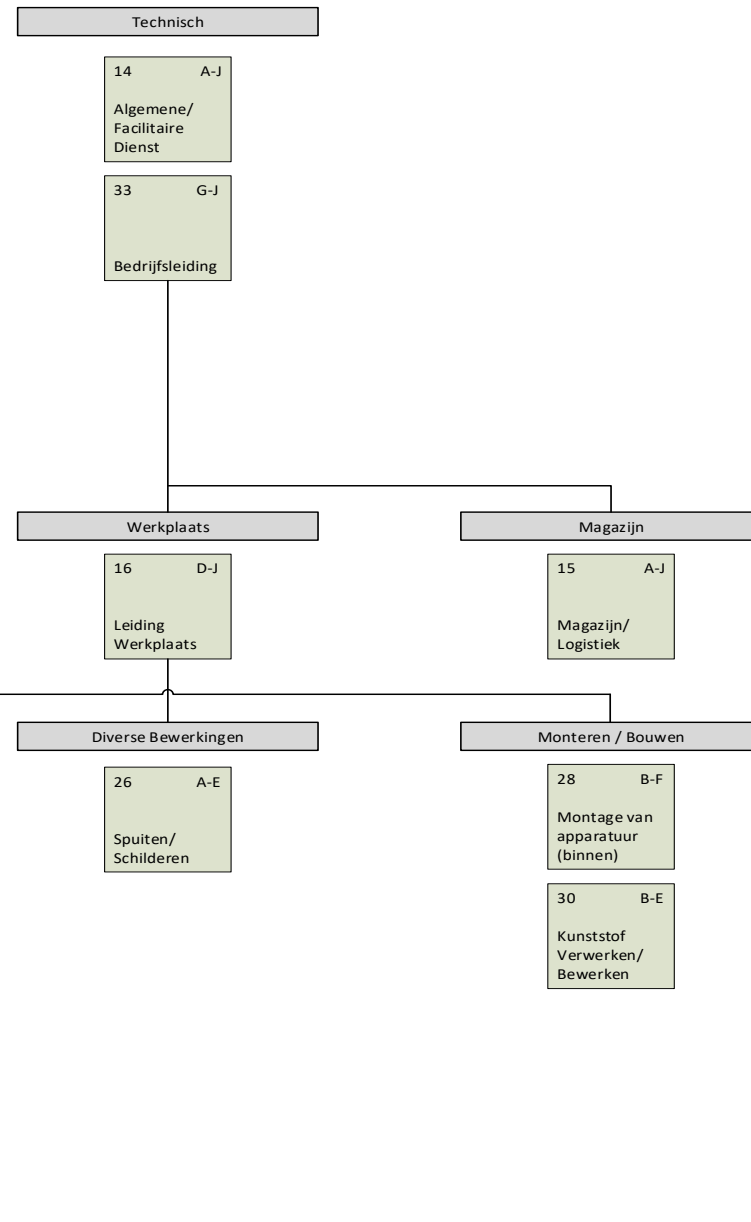 Technisch
14 A-J
Algemene/
Facilitaire
Dienst
33 G-J
Bedrijfsleiding
Werkplaats
Magazijn
16 D-J
Leiding
Werkplaats
15 A-J
Magazijn/
Logistiek
Diverse Bewerkingen
Monteren / Bouwen
26 A-E
Spuiten/
Schilderen
28 B-F
Montage van
apparatuur
(binnen)
30 B-E
Kunststof
Verwerken/
Bewerken